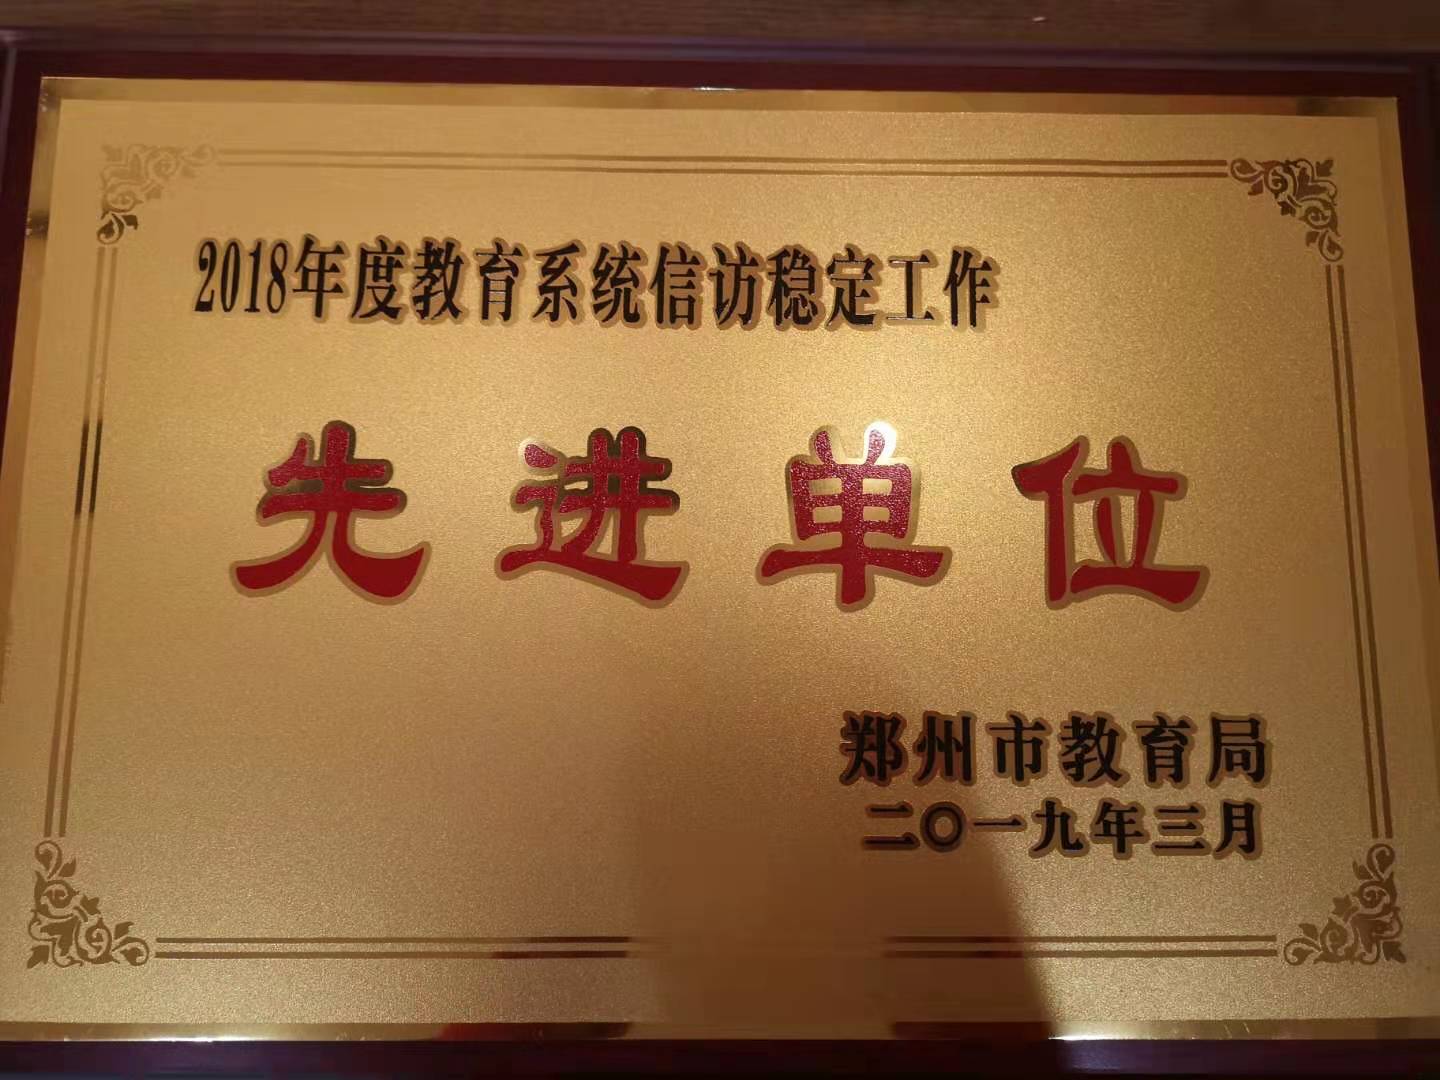 2018年度教育系统信访稳定工作
先进单位
郑州市教育局
二〇一九年三月